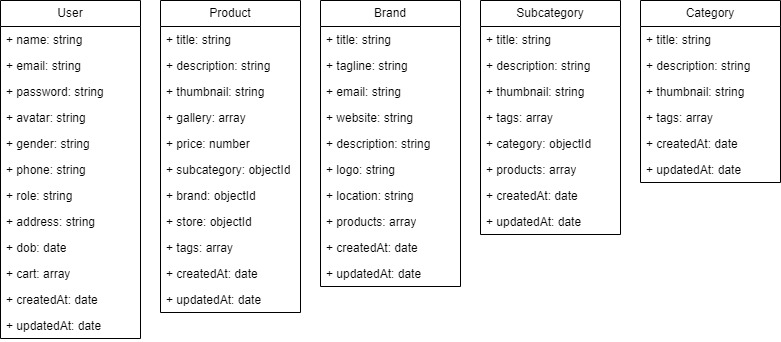 User
+ name: string
+ email: string
+ password: string
+ avatar: string
+ gender: string
+ phone: string
+ role: string
+ address: string
+ dob: date
+ cart: array
+ createdAt: date
+ updatedAt: date
Product
+ title: string
+ description: string
+ thumbnail: string
+ gallery: array
+ price: number
+ subcategory: objectId
+ brand: objectId
+ store: objectId
+ tags: array
+ createdAt: date
+ updatedAt: date
Brand
+ title: string
+ tagline: string
+ email: string
+ website: string
+ description: string
+ logo: string
+ location: string
+ products: array
+ createdAt: date
+ updatedAt: date
Subcategory
+ title: string
+ description: string
+ thumbnail: string
+ tags: array
+ category: objectId
+ products: array
+ createdAt: date
+ updatedAt: date
Category
+ title: string
+ description: string
+ thumbnail: string
+ tags: array
+ createdAt: date
+ updatedAt: date